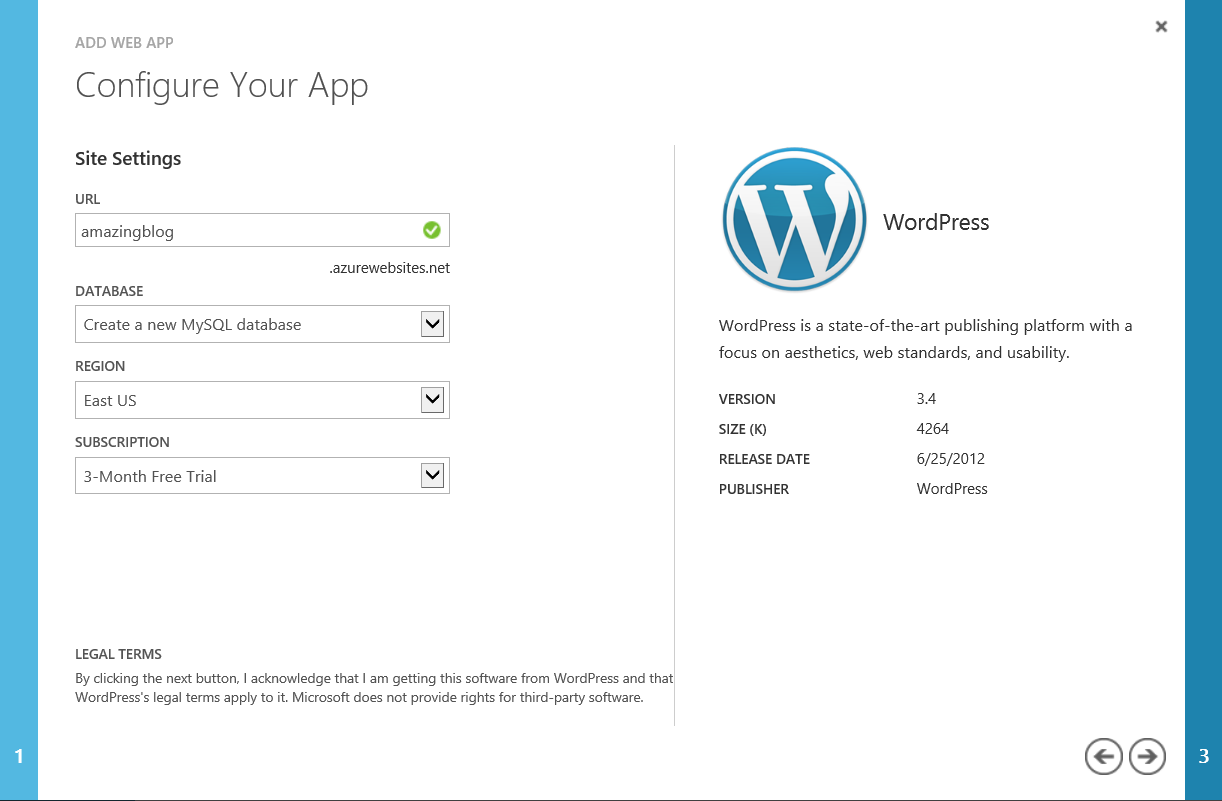 ADD WEB APP
Configure Your App
Site Settings
URL
amazingblog
.azurewebsites.net
DATABASE
Create a new MySQL database
REGION
East US
SUBSCRIPTION
3-Month Free Trial
LEGAL TERMS
By clicking the next button, I acknowledge that I am getting this software from WordPress and that
WordPress's legal terms apply to it. Microsoft does not provide rights for third-party software.
W
WordPress
WordPress is a state-of-the-art publishing platform with a
focus on aesthetics, web standards, and usability.
VERSION 3.4
SIZE (K) 4264
RELEASE DATE 6/25/2012
PUBLISHER WordPress
1
3